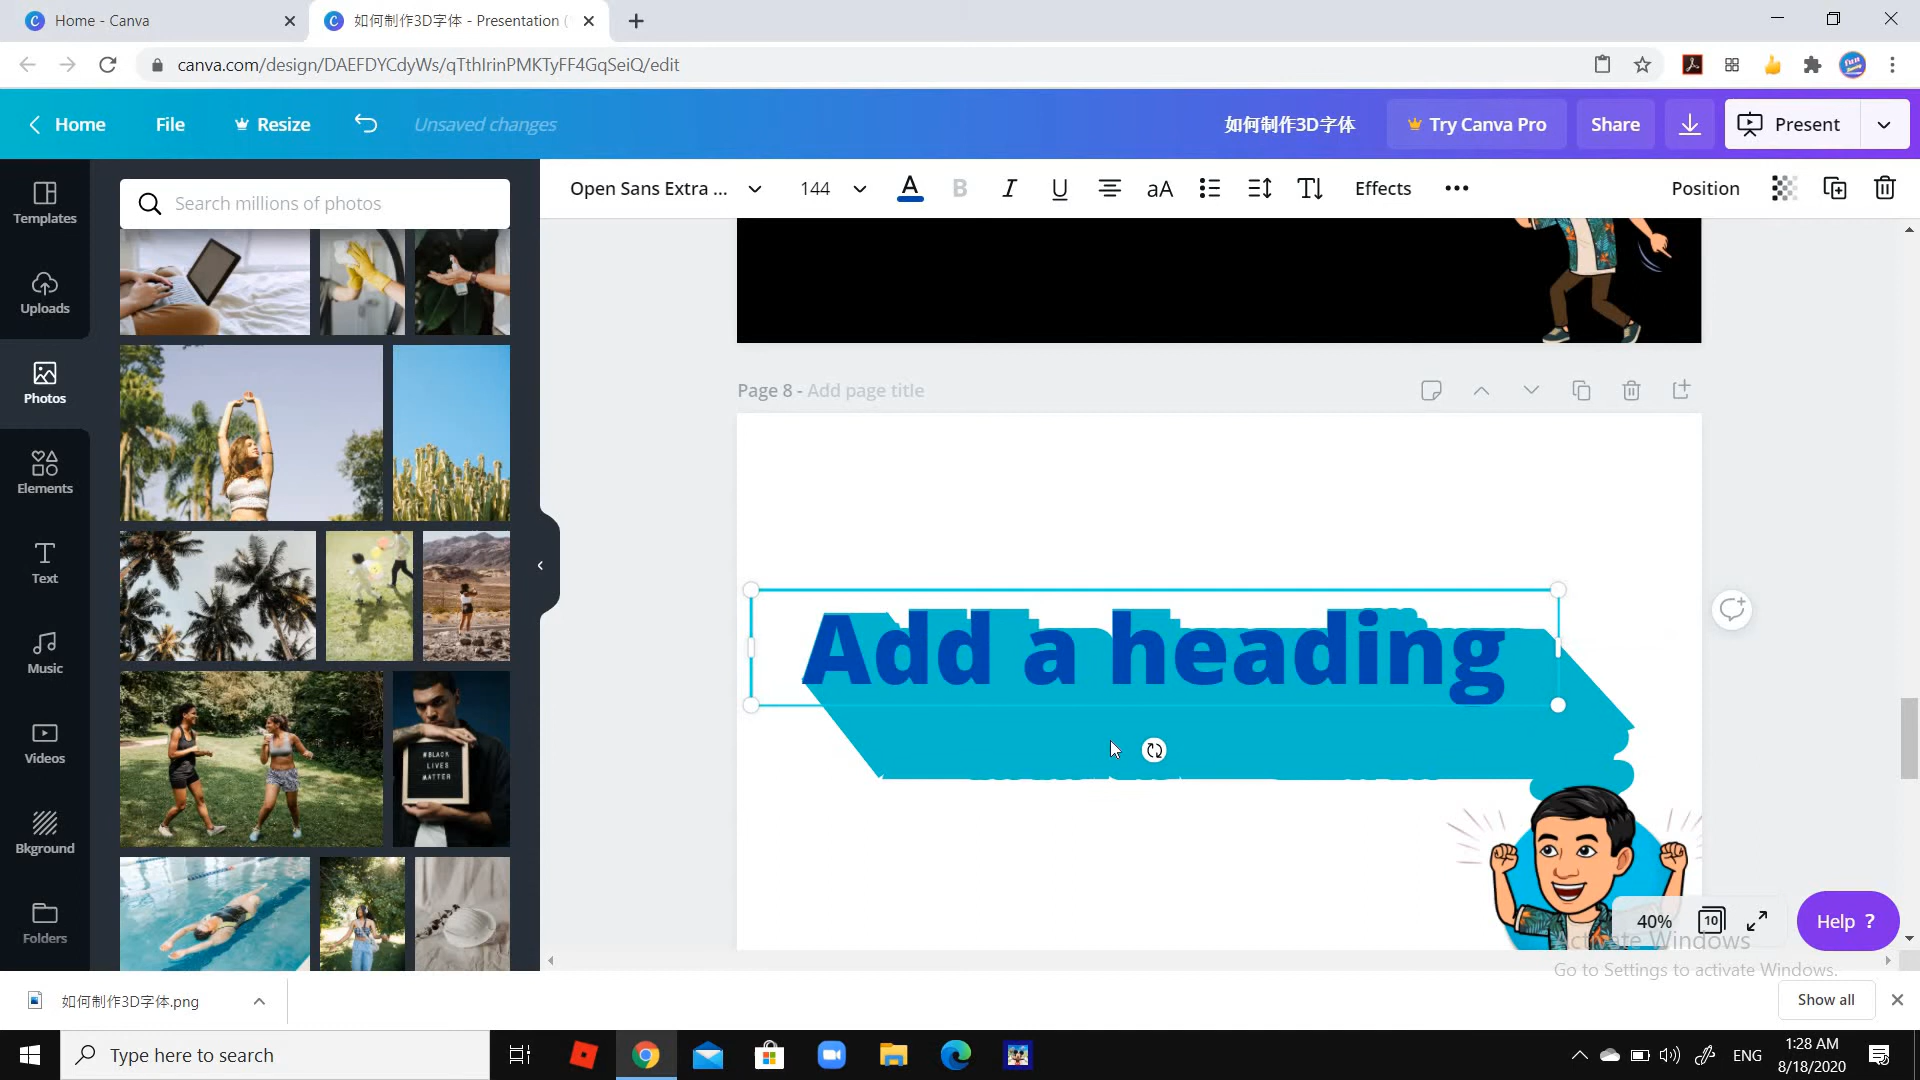 Home - Canva
如何制作3D字体 - Presentation (
canva.com/design/DAEFDYCdyWs/qTthIrinPMKTyFF4GqSeiQ/edit
Home
File
Resize
Unsaved changes
如何制作3D字体
Try Canva Pro
Share
Present
Templates
Uploads
Photos
Elements
Text
Music
Videos
Bkground
Folders
Search millions of photos
#BLACK
LIVES
MATTER
Open Sans Extra ...
144
A
B
I
U
aA
Effects
Position
Page 8 - Add page title
Add a heading
40%
10
Help ?
Activate Windows
Go to Settings to activate Windows.
如何制作3D字体.png
Show all
Type here to search
ENG
1:28 AM
8/18/2020